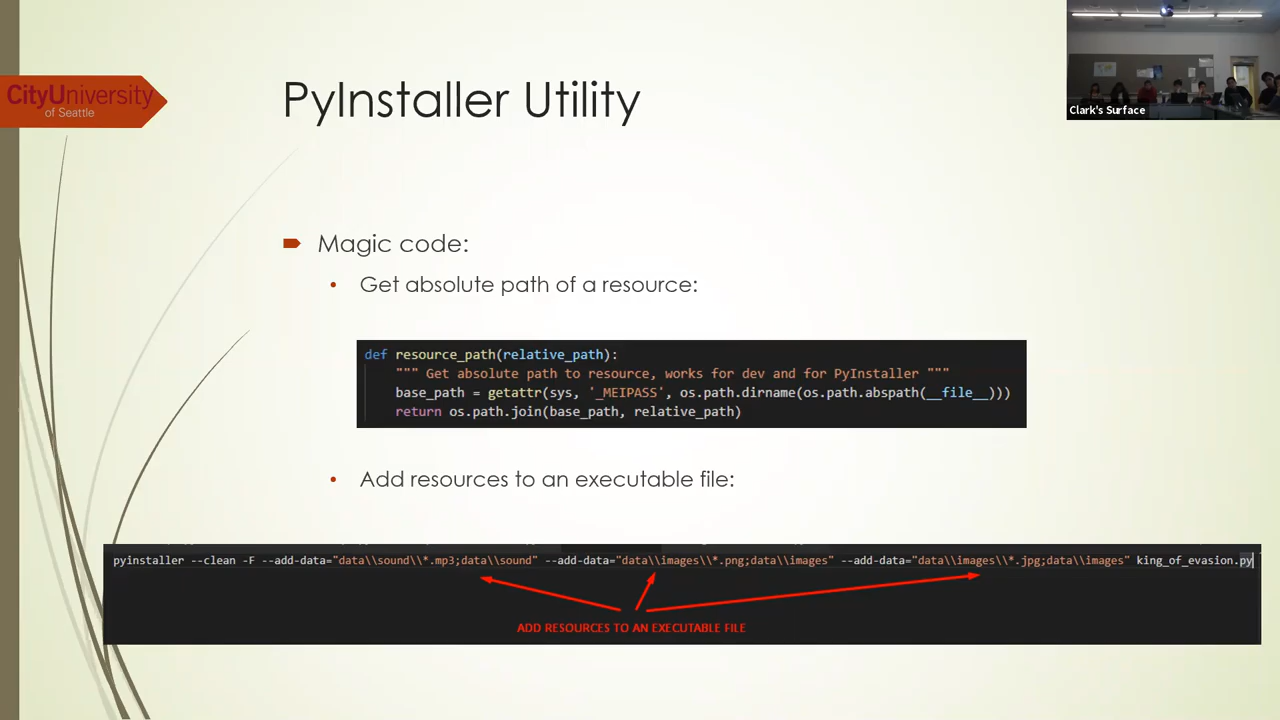 CityUniversity
of Seattle
PyInstaller Utility
Clark's Surface
Magic code:
• Get absolute path of a resource:
def resource_path(relative_path):
""" Get absolute path to resource, works for dev and for PyInstaller """
base_path = getattr(sys, '_MEIPASS', os.path.dirname(os.path.abspath(__file__)))
return os.path.join(base_path, relative_path)
• Add resources to an executable file:
pyinstaller --clean -F --add-data="data\\sound\\*.mp3;data\\sound" --add-data="data\\images\\*.png;data\\images" --add-data="data\\images\\*.jpg;data\\images" king_of_evasion.py
ADD RESOURCES TO AN EXECUTABLE FILE